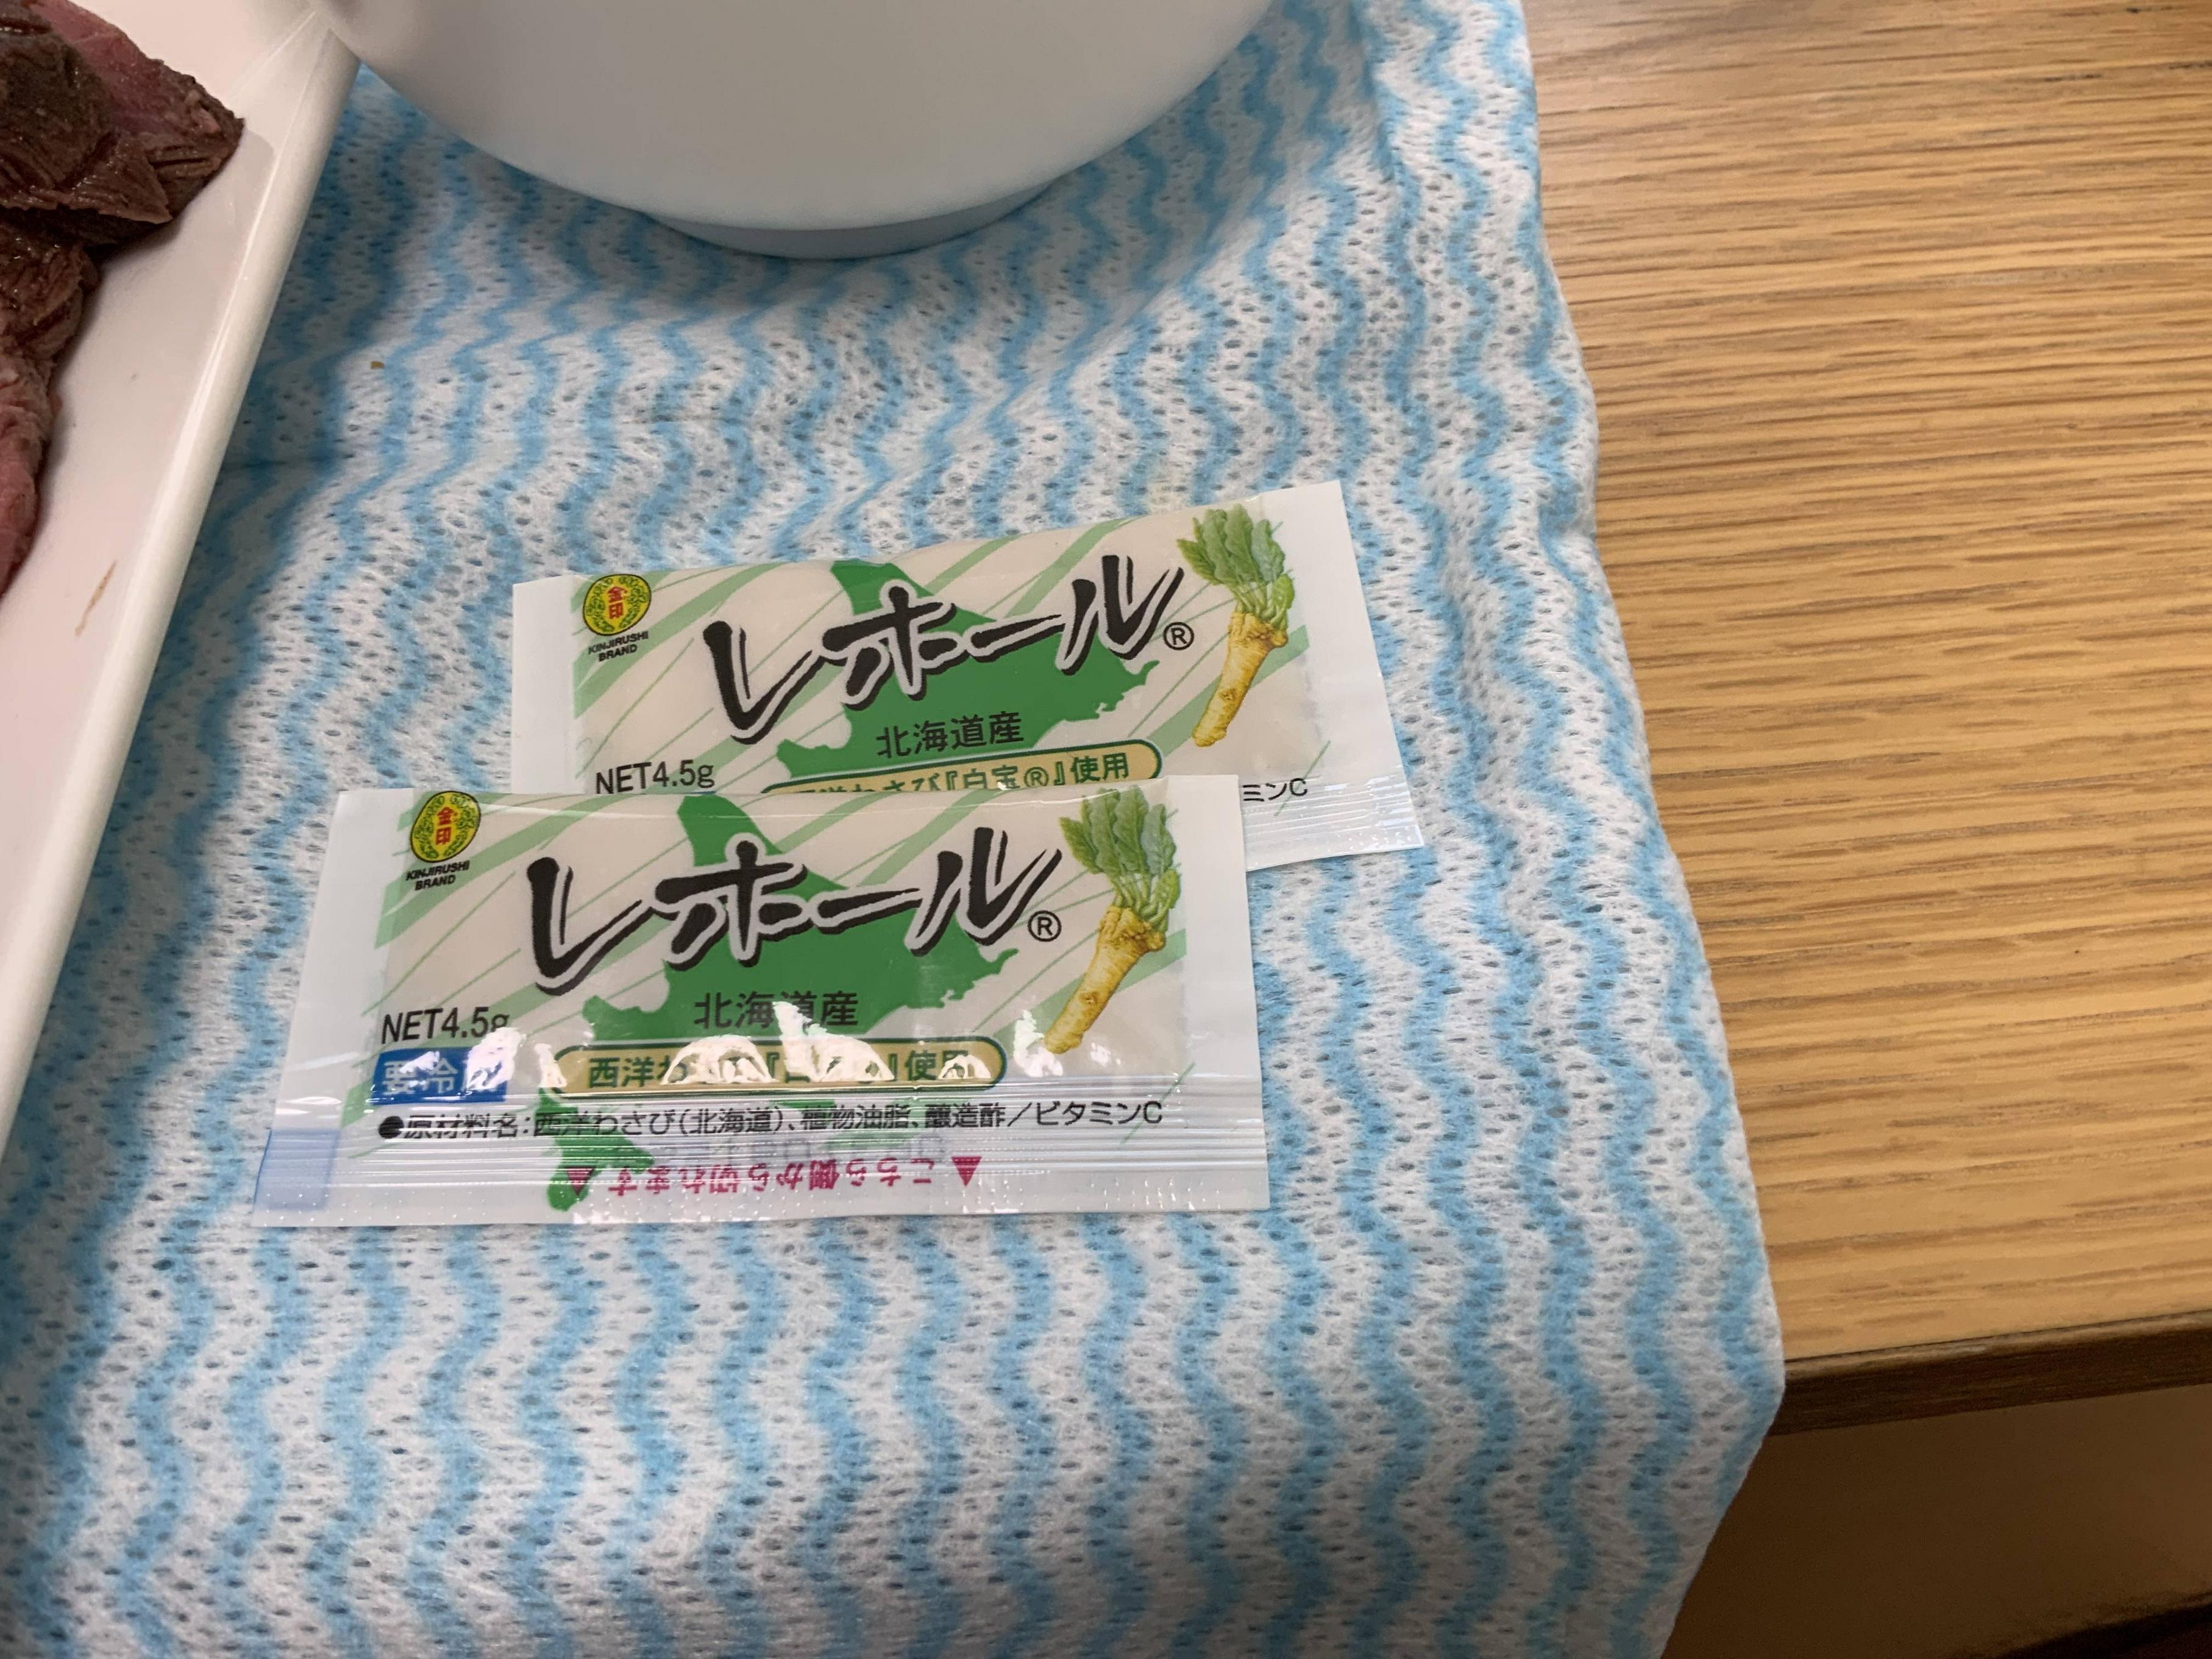 金印
KINJIRUSHI
BRAND
レホール®
北海道産
NET4.5g
西洋わさび『白宝®』使用
ミンC
金印
KINJIRUSHI
BRAND
レホール®
北海道産
NET4.5g
要冷
西洋わ 使用
●原材料名:西洋わさび(北海道)、植物油脂、醸造酢/ビタミンC
▲こちら側から切れます▲